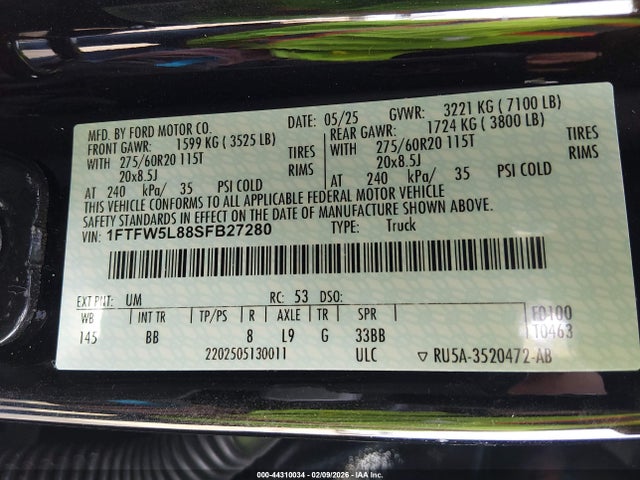 MFD. BY FORD MOTOR CO. DATE: 05/25 GVWR: 3221 KG ( 7100 LB)
FRONT GAWR: 1599 KG ( 3525 LB) REAR GAWR: 1724 KG ( 3800 LB)
WITH 275/60R20 115T TIRES WITH 275/60R20 115T TIRES
20x8.5J RIMS 20x8.5J RIMS
AT 240 kPa/ 35 PSI COLD AT 240 kPa/ 35 PSI COLD
THIS VEHICLE CONFORMS TO ALL APPLICABLE FEDERAL MOTOR VEHICLE
SAFETY STANDARDS IN EFFECT ON THE DATE OF MANUFACTURE SHOWN ABOVE.
VIN: 1FTFW5L88SFB27280 TYPE: Truck
EXT PNT: UM RC: 53 DSO: F0100
WB INT TR TP/PS R AXLE TR SPR T0463
145 BB 8 L9 G 33BB
2202505130011 ULC ▽ RU5A-3520472-AB
000-44310034 - 02/09/2026 - IAA Inc.